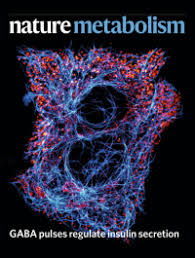 nature metabolism
GABA pulses regulate insulin secretion